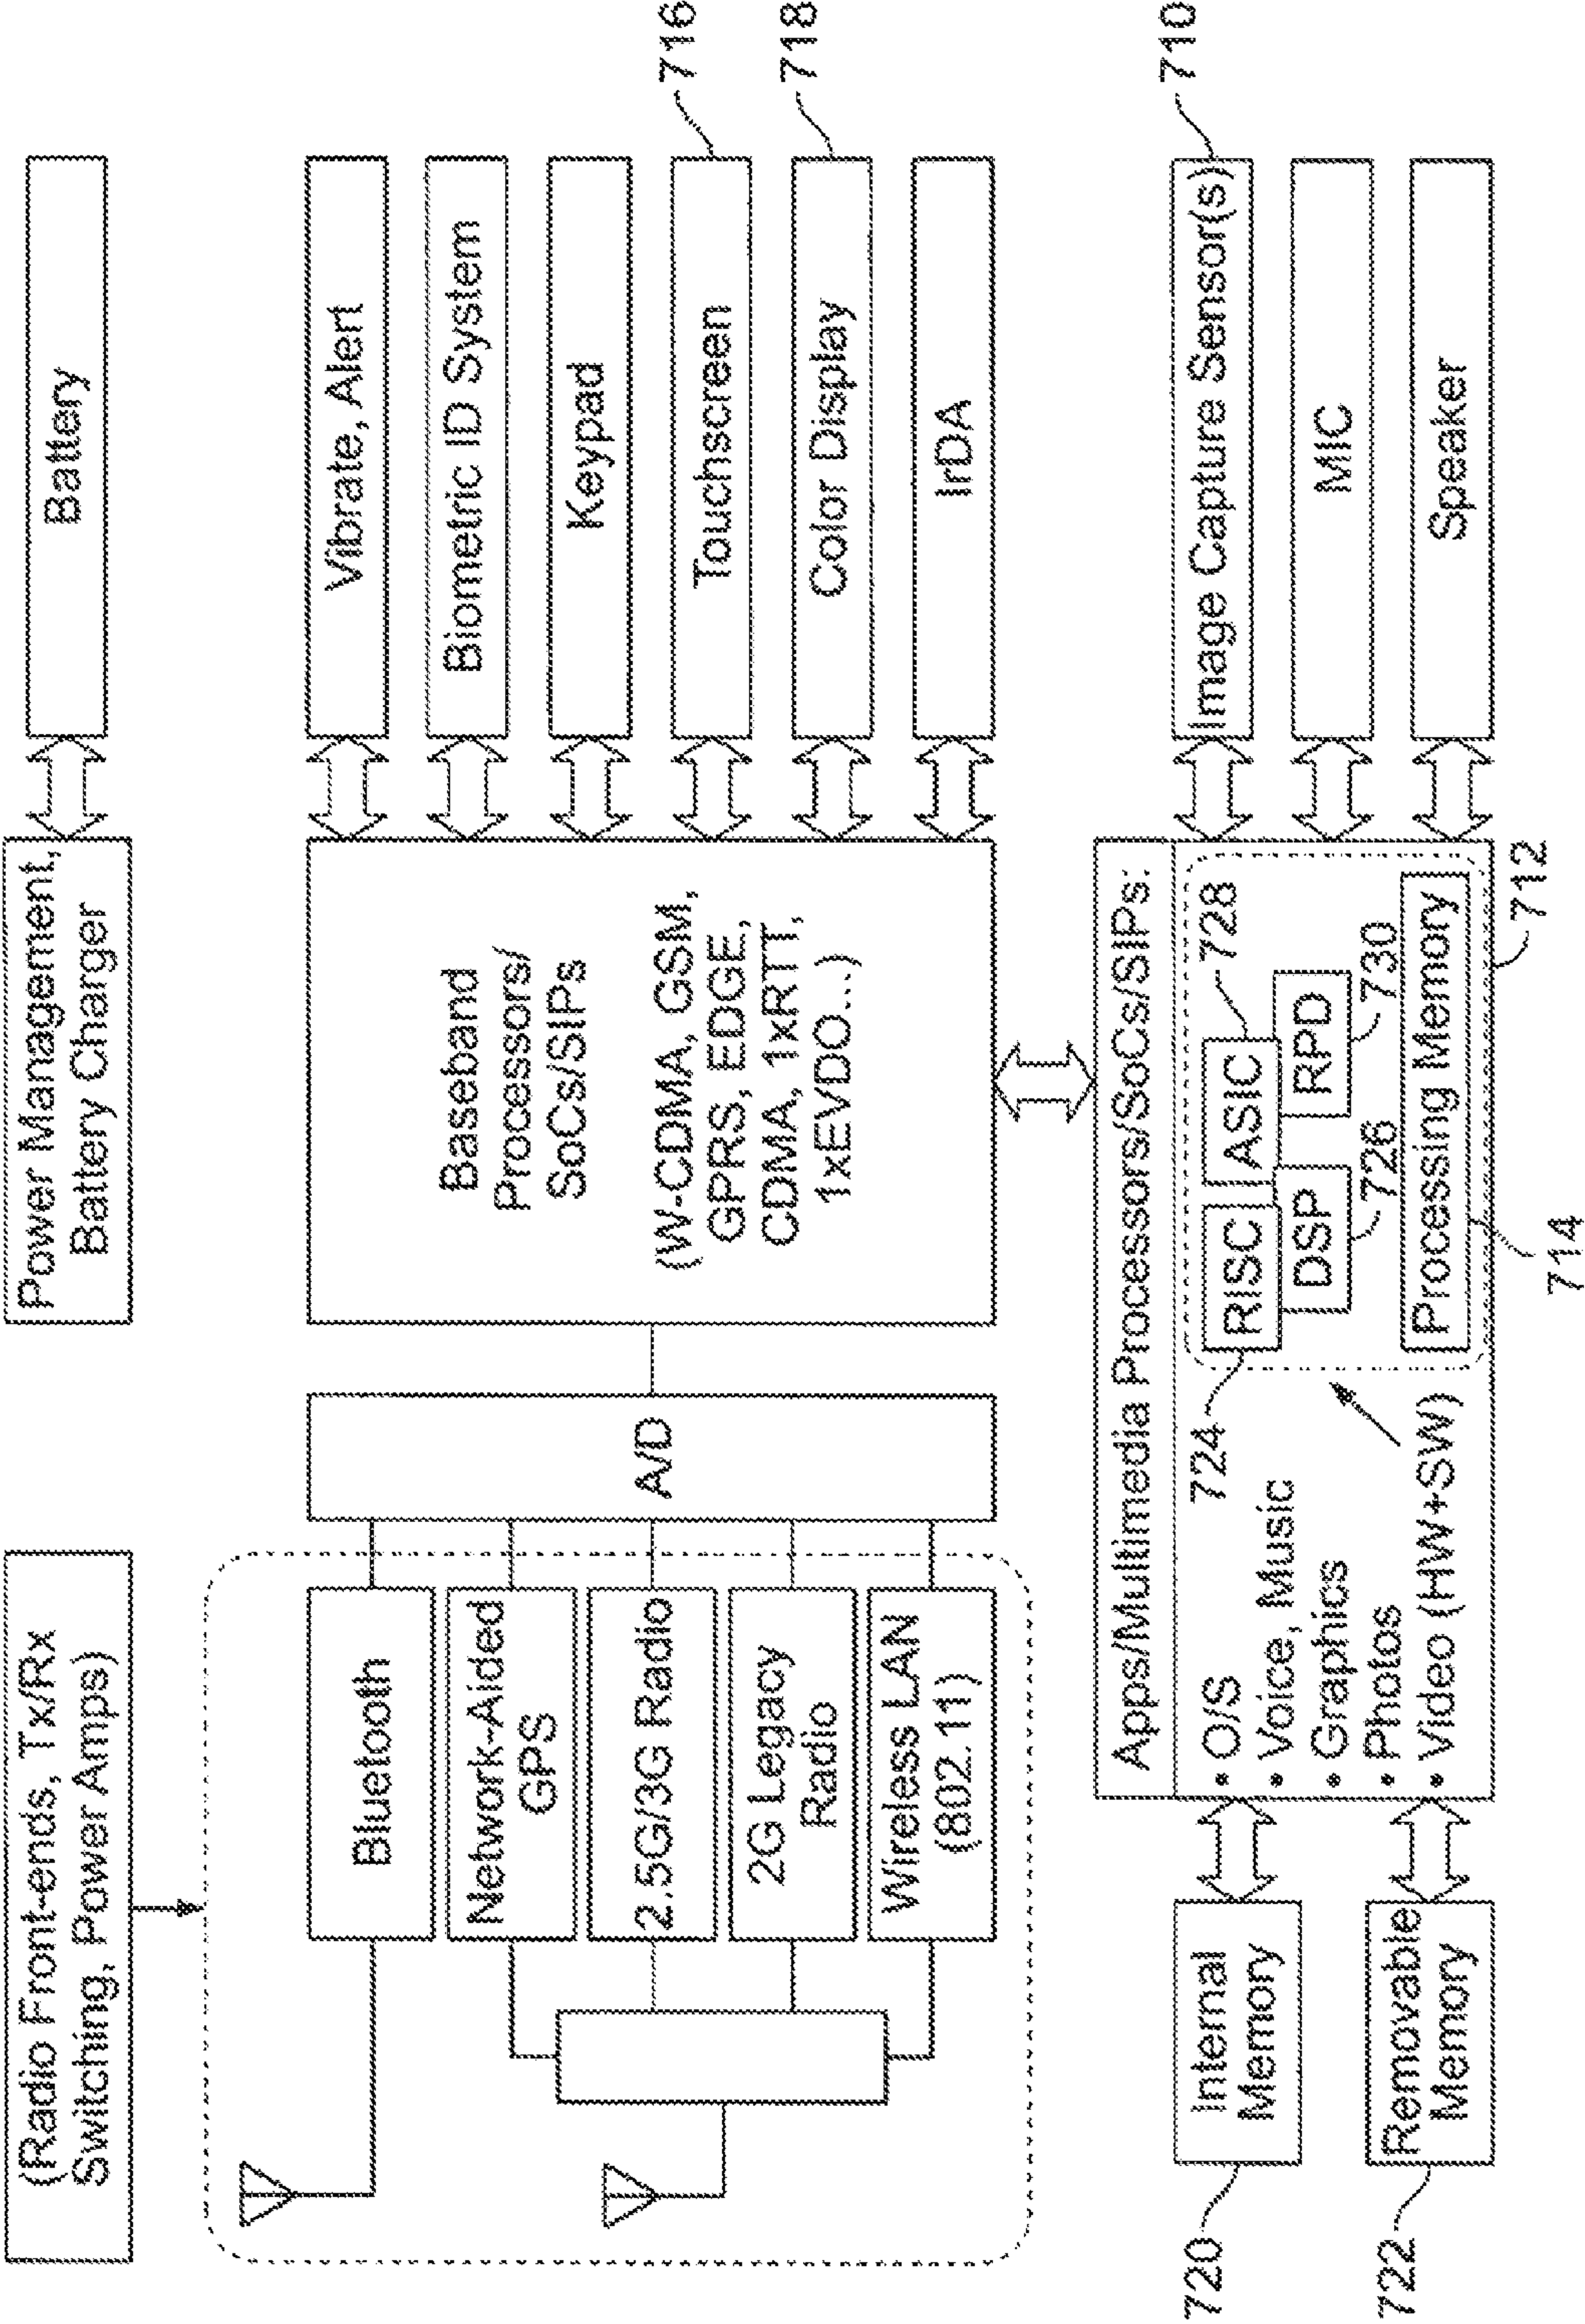 (Radio Front-ends, Tx/Rx
Switching, Power Amps)
Power Management,
Battery Charger
Battery
Bluetooth
Network-Aided
GPS
2.5G/3G Radio
2G Legacy
Radio
Wireless LAN
(802.11)
A/D
Baseband
Processors/
SoCs/SIPs
(W-CDMA, GSM,
GPRS, EDGE,
CDMA, 1xRTT,
1xEVDO...)
Vibrate, Alert
Biometric ID System
Keypad
Touchscreen
716
Color Display
718
IrDA
720
Internal
Memory
722
Removable
Memory
Apps/Multimedia Processors/SoCs/SIPs:
• O/S
• Voice, Music
• Graphics
• Photos
• Video (HW+SW)
724
RISC
ASIC
728
DSP
RPD
726
730
Processing Memory
714
712
Image Capture Sensor(s)
710
MIC
Speaker